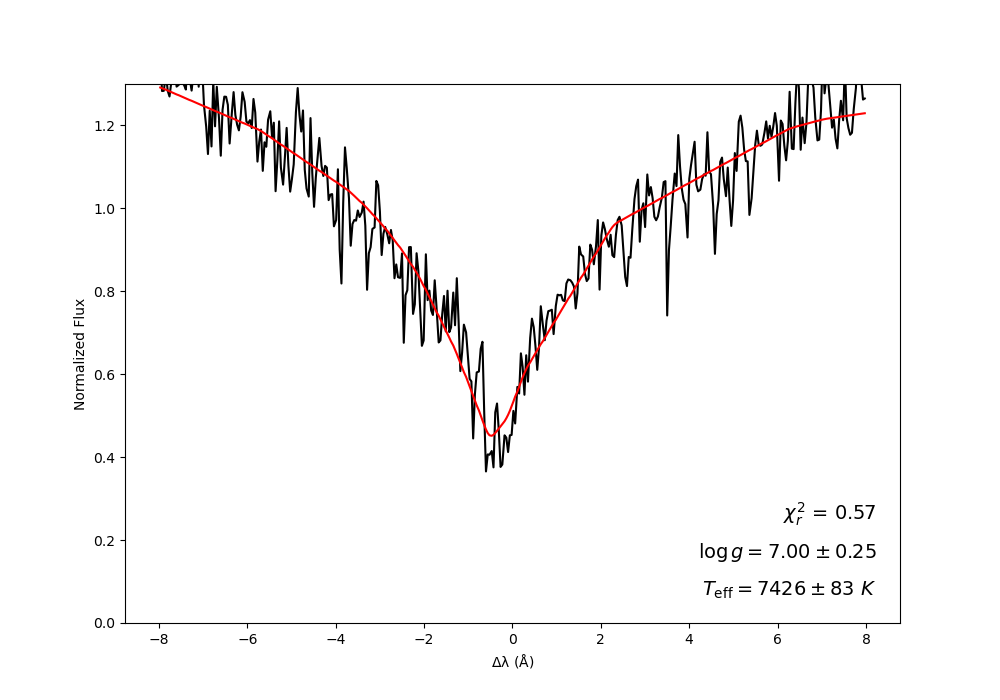 1.2
1.0
0.8
0.6
0.4
0.2
0.0
Normalized Flux
χ²ᵣ = 0.57
log g = 7.00 ± 0.25
T_eff = 7426 ± 83 K
−8 −6 −4 −2 0 2 4 6 8
Δλ (Å)